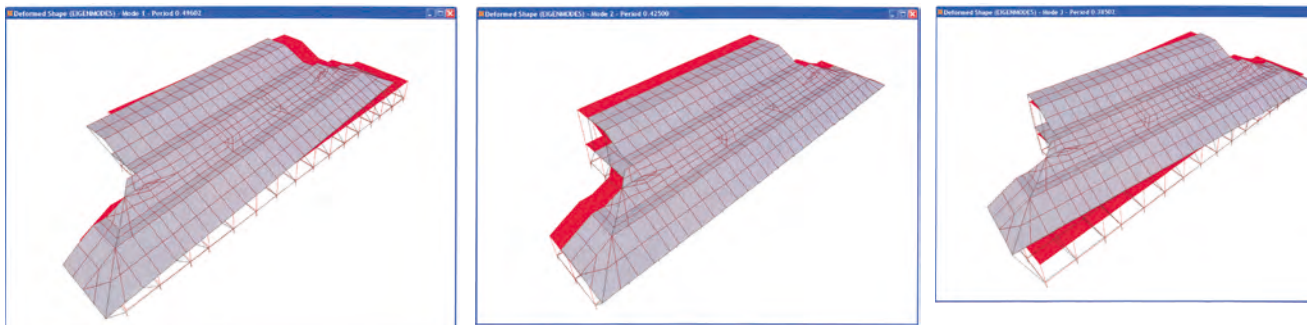 Deformed Shape (EIGENMODES) - Mode 1 - Period 0.49602
Deformed Shape (EIGENMODES) - Mode 2 - Period 0.42500
Deformed Shape (EIGENMODES) - Mode 3 - Period 0.38502